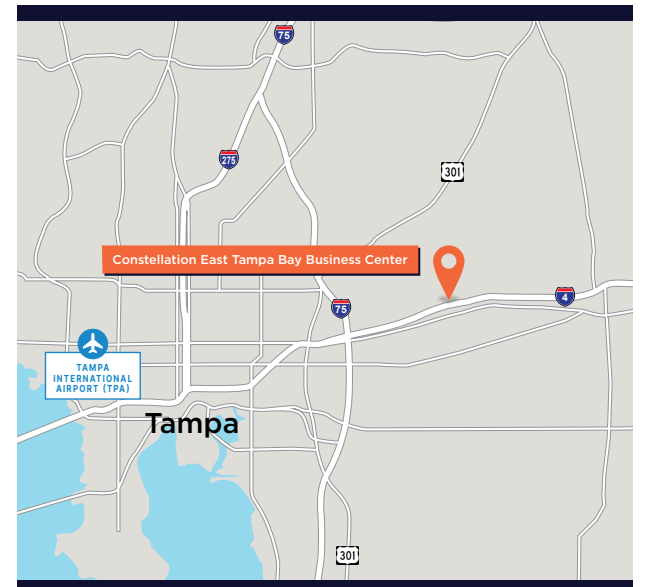 75
275
301
Constellation East Tampa Bay Business Center
4
75
TAMPA
INTERNATIONAL
AIRPORT (TPA)
Tampa
301